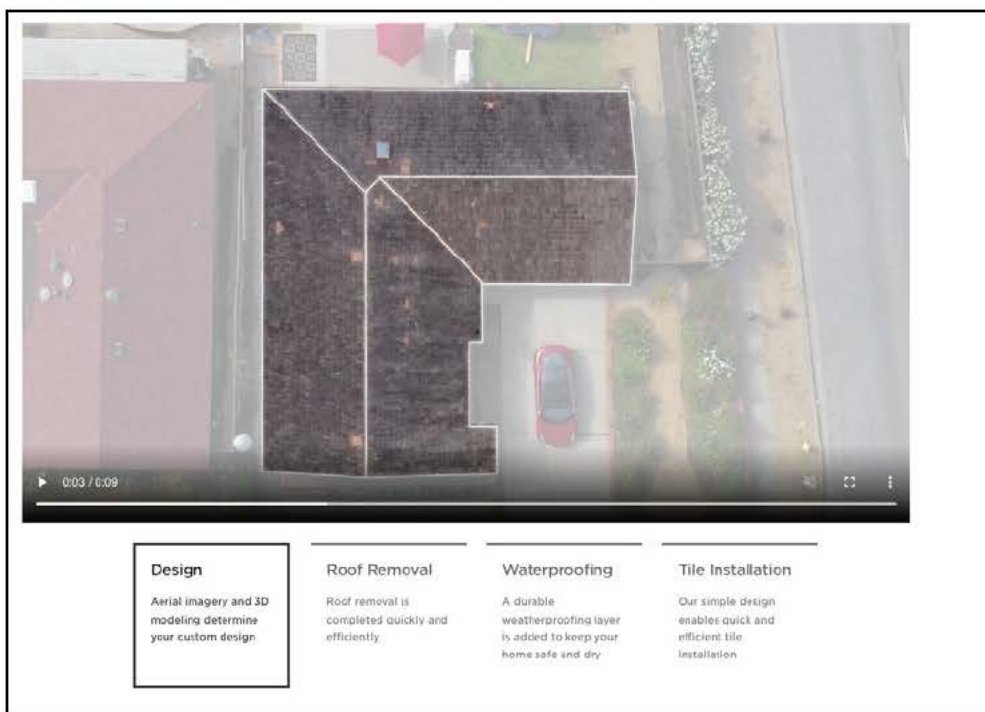 0:03 / 0:09
Design
Aerial imagery and 3D
modeling determine
your custom design
Roof Removal
Roof removal is
completed quickly and
efficiently
Waterproofing
A durable
weatherproofing layer
is added to keep your
home safe and dry
Tile Installation
Our simple design
enables quick and
efficient tile
installation